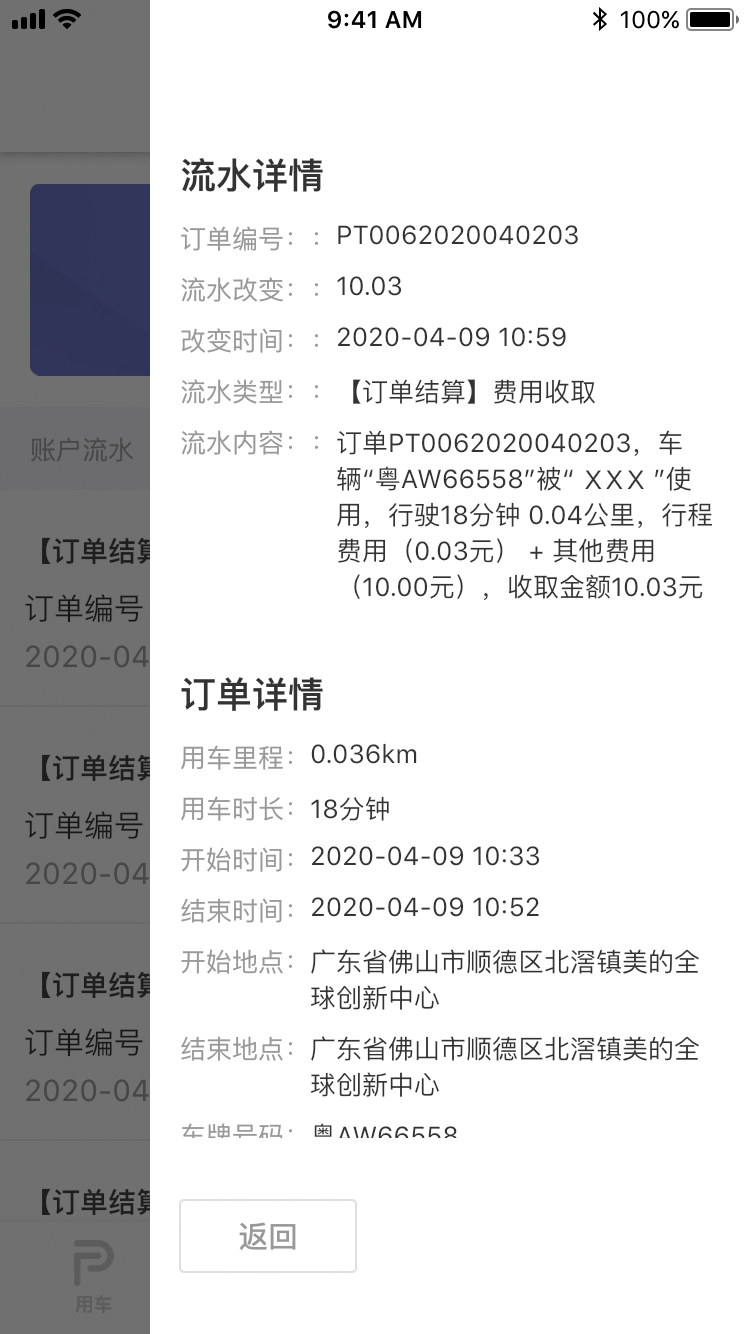 9:41 AM
100%
流水详情
订单编号： : PT0062020040203
流水改变： : 10.03
改变时间： : 2020-04-09 10:59
流水类型： : 【订单结算】费用收取
流水内容： : 订单PT0062020040203，车
辆“粤AW66558”被“ XXX ”使
用，行驶18分钟 0.04公里，行程
费用（0.03元） + 其他费用
（10.00元），收取金额10.03元
订单详情
用车里程： 0.036km
用车时长： 18分钟
开始时间： 2020-04-09 10:33
结束时间： 2020-04-09 10:52
开始地点： 广东省佛山市顺德区北滘镇美的全
球创新中心
结束地点： 广东省佛山市顺德区北滘镇美的全
球创新中心
车牌号码： 粤AW66558
返回
账户流水
【订单结算
订单编号
2020-04
【订单结算
订单编号
2020-04
【订单结算
订单编号
2020-04
【订单结算
用车